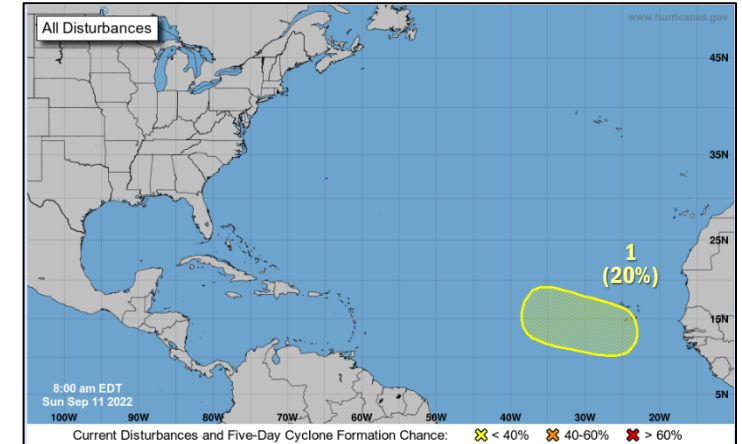 All Disturbances
www.hurricanes.gov
45N
35N
25N
1
(20%)
15N
8:00 am EDT
Sun Sep 11 2022
5N
100W 90W 80W 70W 60W 50W 40W 30W 20W
Current Disturbances and Five-Day Cyclone Formation Chance: < 40% 40-60% > 60%